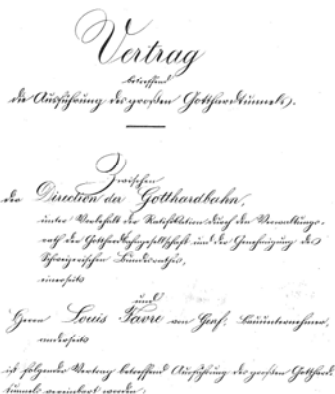 Vertrag
betreffend
die Ausführung des großen Gotthardtunnels.
Zwischen
der Direction der Gotthardbahn,
unter Vorbehalt der Ratifikation durch den Verwaltungs-
rath der Gotthardbahngesellschaft und der Genehmigung des
Schweizerischen Bundesrathes,
einerseits
und
Herrn Louis Favre von Genf, Bauunternehmer,
anderseits
ist folgender Vertrag betreffend Ausführung des großen Gotthard-
tunnels vereinbart worden: